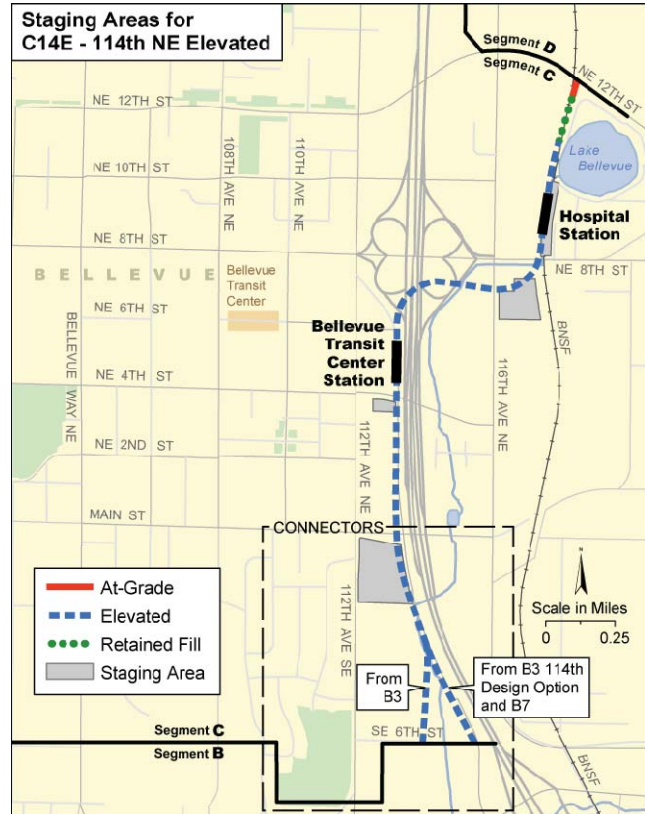 Staging Areas for
C14E - 114th NE Elevated
Segment D
Segment C
NE 12TH ST
NE 12TH ST
108TH AVE NE
110TH AVE NE
Lake
Bellevue
NE 10TH ST
Hospital
Station
NE 8TH ST
NE 8TH ST
BELLEVUE
Bellevue
Transit
Center
NE 6TH ST
BNSF
Bellevue
Transit
Center
Station
BELLEVUE WAY NE
NE 4TH ST
116TH AVE NE
112TH AVE NE
NE 2ND ST
MAIN ST
CONNECTORS
At-Grade
Elevated
Retained Fill
Staging Area
112TH AVE SE
N
Scale in Miles
0 0.25
From
B3
From B3 114th
Design Option
and B7
SE 6TH ST
Segment C
Segment B
BNSF